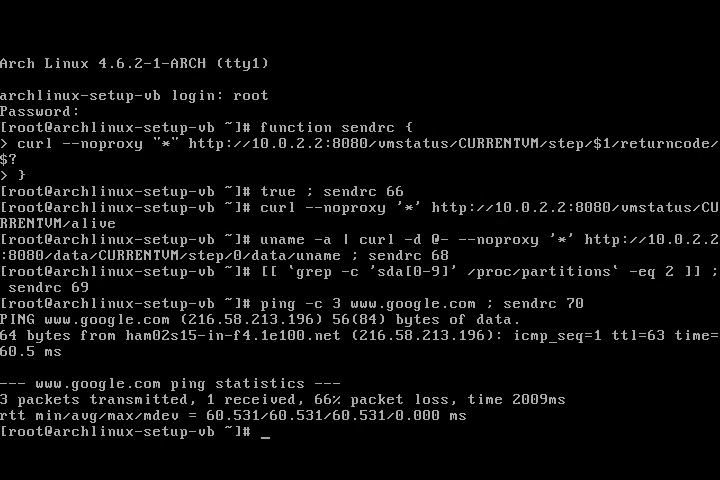 Arch Linux 4.6.2-1-ARCH (tty1)
archlinux-setup-vb login: root
Password:
[root@archlinux-setup-vb ~]# function sendrc {
> curl --noproxy "*" http://10.0.2.2:8080/vmstatus/CURRENTVM/step/$1/returncode/
$?
> }
[root@archlinux-setup-vb ~]# true ; sendrc 66
[root@archlinux-setup-vb ~]# curl --noproxy '*' http://10.0.2.2:8080/vmstatus/CU
RRENTVM/alive
[root@archlinux-setup-vb ~]# uname -a | curl -d @- --noproxy '*' http://10.0.2.2
:8080/data/CURRENTVM/step/0/data/uname ; sendrc 68
[root@archlinux-setup-vb ~]# [[ `grep -c 'sda[0-9]' /proc/partitions` -eq 2 ]] ;
 sendrc 69
[root@archlinux-setup-vb ~]# ping -c 3 www.google.com ; sendrc 70
PING www.google.com (216.58.213.196) 56(84) bytes of data.
64 bytes from ham02s15-in-f4.1e100.net (216.58.213.196): icmp_seq=1 ttl=63 time=
60.5 ms
--- www.google.com ping statistics ---
3 packets transmitted, 1 received, 66% packet loss, time 2009ms
rtt min/avg/max/mdev = 60.531/60.531/60.531/0.000 ms
[root@archlinux-setup-vb ~]# _